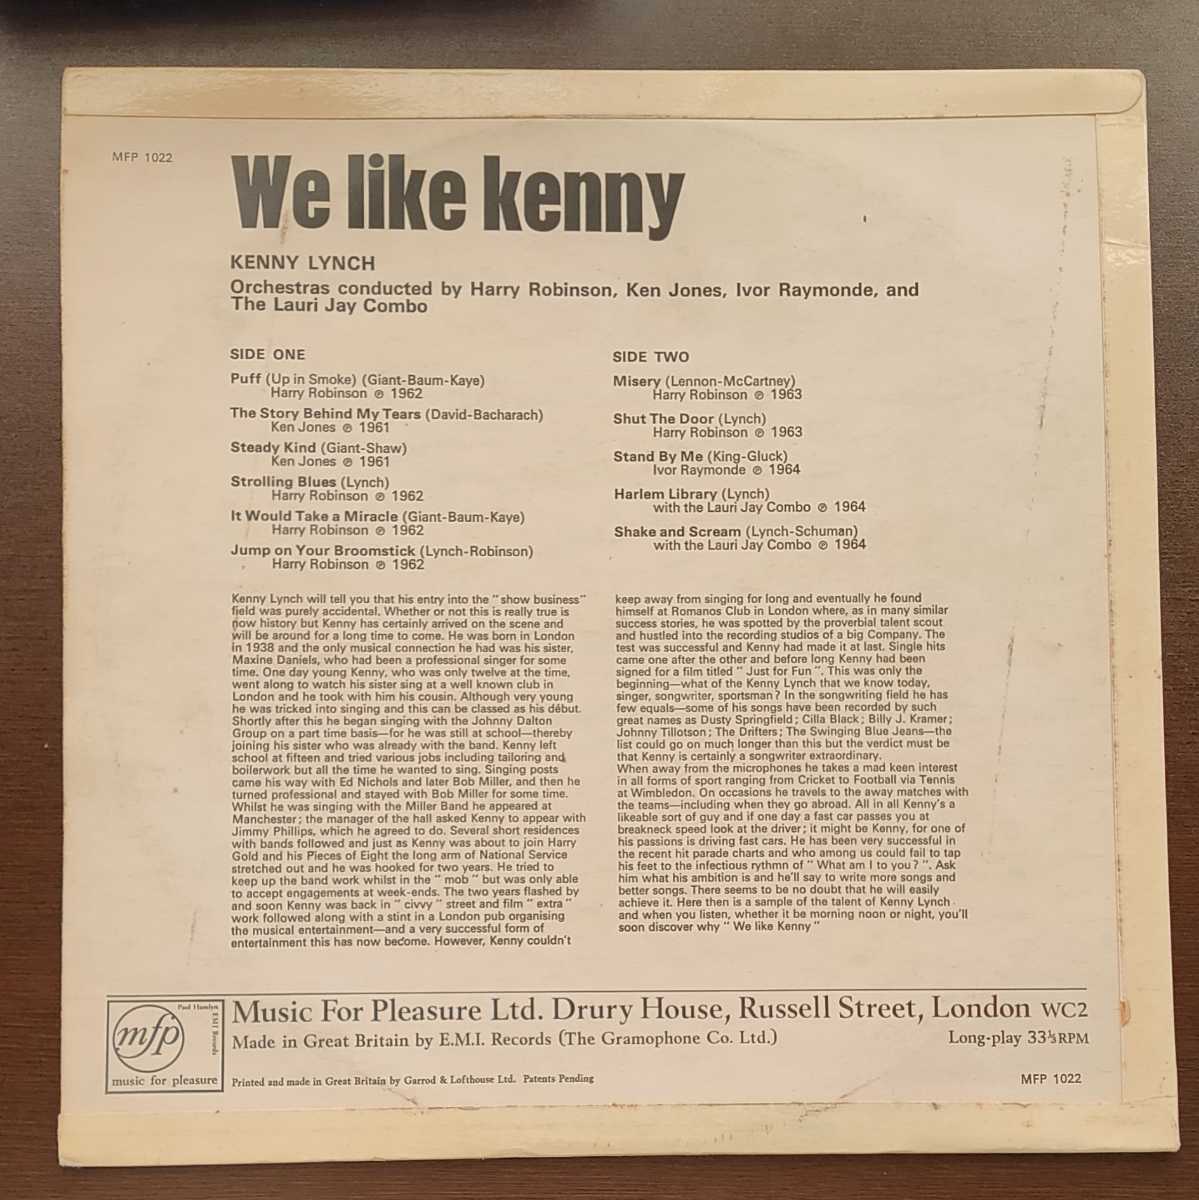 MFP 1022
We like kenny
KENNY LYNCH
Orchestras conducted by Harry Robinson, Ken Jones, Ivor Raymonde, and
The Lauri Jay Combo
SIDE ONE
Puff (Up in Smoke) (Giant-Baum-Kaye)
Harry Robinson ℗ 1962
The Story Behind My Tears (David-Bacharach)
Ken Jones ℗ 1961
Steady Kind (Giant-Shaw)
Ken Jones ℗ 1961
Strolling Blues (Lynch)
Harry Robinson ℗ 1962
It Would Take a Miracle (Giant-Baum-Kaye)
Harry Robinson ℗ 1962
Jump on Your Broomstick (Lynch-Robinson)
Harry Robinson ℗ 1962
SIDE TWO
Misery (Lennon-McCartney)
Harry Robinson ℗ 1963
Shut The Door (Lynch)
Harry Robinson ℗ 1963
Stand By Me (King-Gluck)
Ivor Raymonde ℗ 1964
Harlem Library (Lynch)
with the Lauri Jay Combo ℗ 1964
Shake and Scream (Lynch-Schuman)
with the Lauri Jay Combo ℗ 1964
Kenny Lynch will tell you that his entry into the " show business"
field was purely accidental. Whether or not this is really true is
now history but Kenny has certainly arrived on the scene and
will be around for a long time to come. He was born in London
in 1938 and the only musical connection he had was his sister,
Maxine Daniels, who had been a professional singer for some
time. One day young Kenny, who was only twelve at the time,
went along to watch his sister sing at a well known club in
London and he took with him his cousin. Although very young
he was tricked into singing and this can be classed as his début.
Shortly after this he began singing with the Johnny Dalton
Group on a part time basis—for he was still at school—thereby
joining his sister who was already with the band. Kenny left
school at fifteen and tried various jobs including tailoring and
boilerwork but all the time he wanted to sing. Singing posts
came his way with Ed Nichols and later Bob Miller, and then he
turned professional and stayed with Bob Miller for some time.
Whilst he was singing with the Miller Band he appeared at
Manchester; the manager of the hall asked Kenny to appear with
Jimmy Phillips, which he agreed to do. Several short residences
with bands followed and just as Kenny was about to join Harry
Gold and his Pieces of Eight the long arm of National Service
stretched out and he was hooked for two years. He tried to
keep up the band work whilst in the " mob " but was only able
to accept engagements at week-ends. The two years flashed by
and soon Kenny was back in " civvy " street and film " extra "
work followed along with a stint in a London pub organising
the musical entertainment—and a very successful form of
entertainment this has now become. However, Kenny couldn't
keep away from singing for long and eventually he found
himself at Romanos Club in London where, as in many similar
success stories, he was spotted by the proverbial talent scout
and hustled into the recording studios of a big Company. The
test was successful and Kenny had made it at last. Single hits
came one after the other and before long Kenny had been
signed for a film titled " Just for Fun ". This was only the
beginning—what of the Kenny Lynch that we know today,
singer, songwriter, sportsman? In the songwriting field he has
few equals—some of his songs have been recorded by such
great names as Dusty Springfield; Cilla Black; Billy J. Kramer;
Johnny Tillotson; The Drifters; The Swinging Blue Jeans—the
list could go on much longer than this but the verdict must be
that Kenny is certainly a songwriter extraordinary.
When away from the microphones he takes a mad keen interest
in all forms of sport ranging from Cricket to Football via Tennis
at Wimbledon. On occasions he travels to the away matches with
the teams—including when they go abroad. All in all Kenny's a
likeable sort of guy and if one day a fast car passes you at
breakneck speed look at the driver; it might be Kenny, for one of
his passions is driving fast cars. He has been very successful in
the recent hit parade charts and who among us could fail to tap
his feet to the infectious rythmn of " What am I to you? ". Ask
him what his ambition is and he'll say to write more songs and
better songs. There seems to be no doubt that he will easily
achieve it. Here then is a sample of the talent of Kenny Lynch
and when you listen, whether it be morning noon or night, you'll
soon discover why " We like Kenny "
Paul Hamlyn
EMI Records
mfp
music for pleasure
Music For Pleasure Ltd. Drury House, Russell Street, London WC2
Made in Great Britain by E.M.I. Records (The Gramophone Co. Ltd.)
Long-play 33⅓RPM
Printed and made in Great Britain by Garrod & Lofthouse Ltd. Patents Pending
MFP 1022